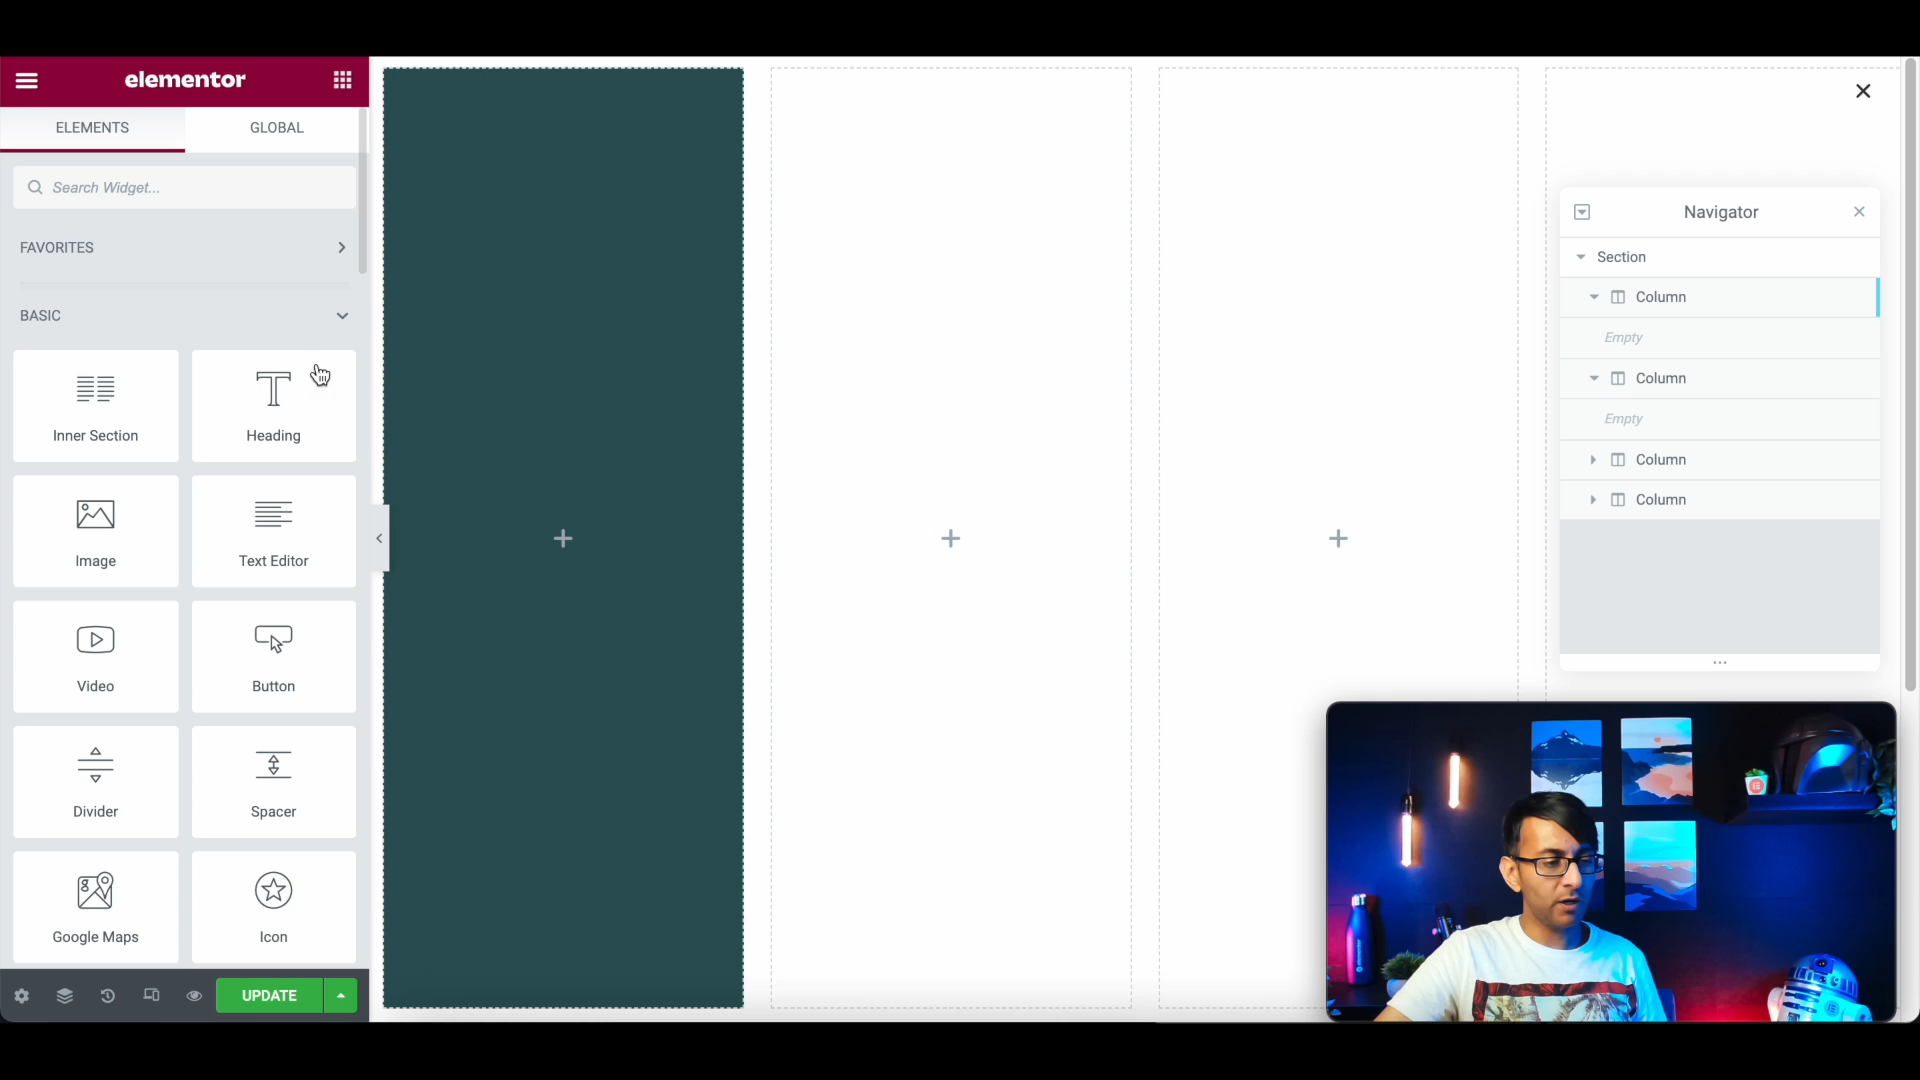 elementor
ELEMENTS
GLOBAL
Search Widget...
FAVORITES
BASIC
Inner Section
Heading
Image
Text Editor
Video
Button
Divider
Spacer
Google Maps
Icon
UPDATE
Navigator
Section
Column
Empty
Column
Empty
Column
Column
elementor